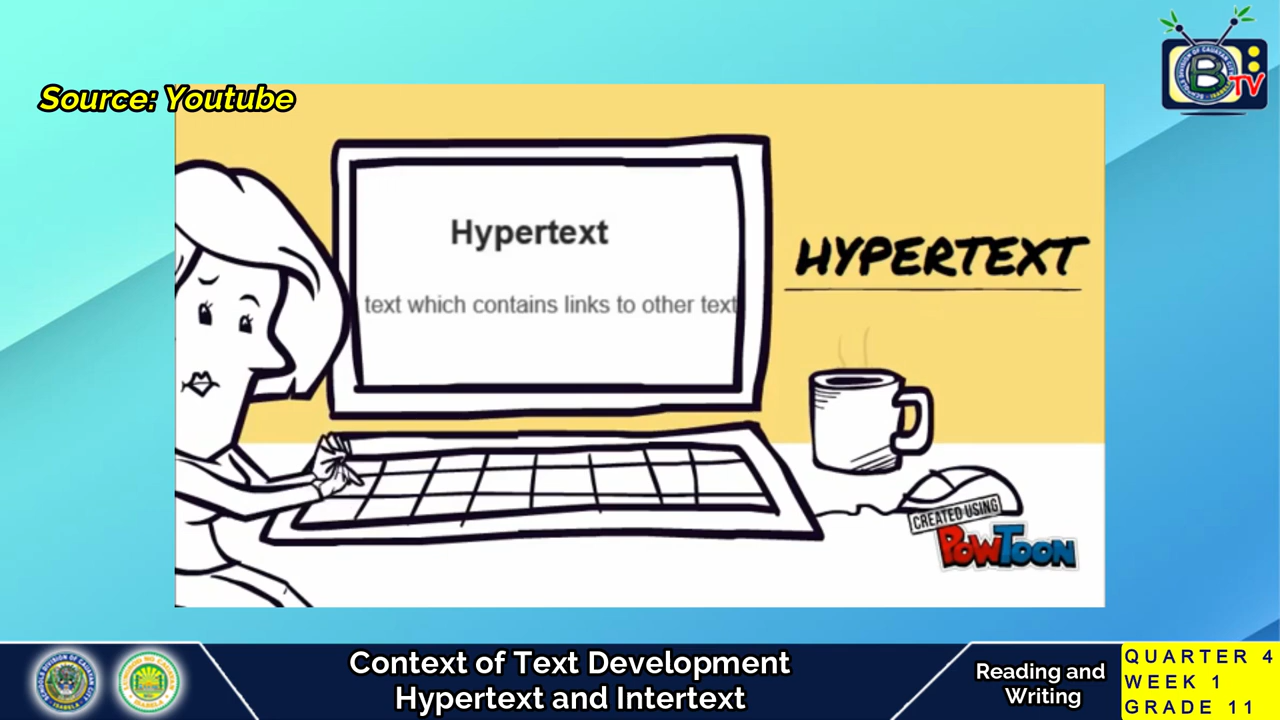 Source: Youtube
B TV
Hypertext
text which contains links to other text
HYPERTEXT
CREATED USING
POWTOON
Context of Text Development
Hypertext and Intertext
Reading and
Writing
QUARTER 4
WEEK 1
GRADE 11